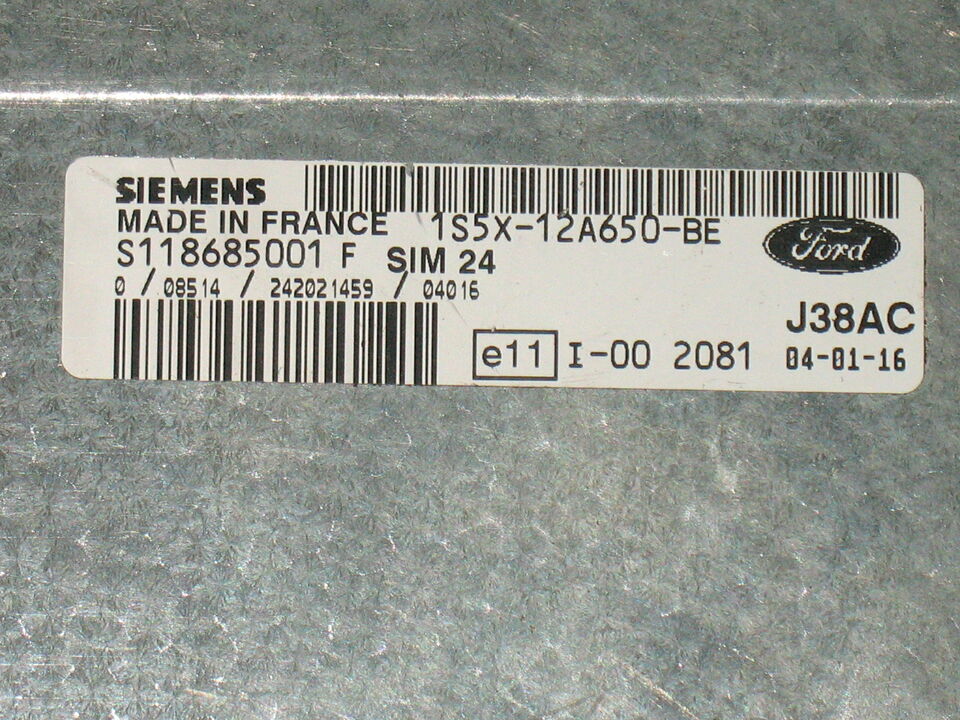 SIEMENS
MADE IN FRANCE 1S5X-12A650-BE
S118685001 F SIM 24
Ford
0 / 08514 / 242021459 / 04016
J38AC
e11 I-00 2081 04-01-16